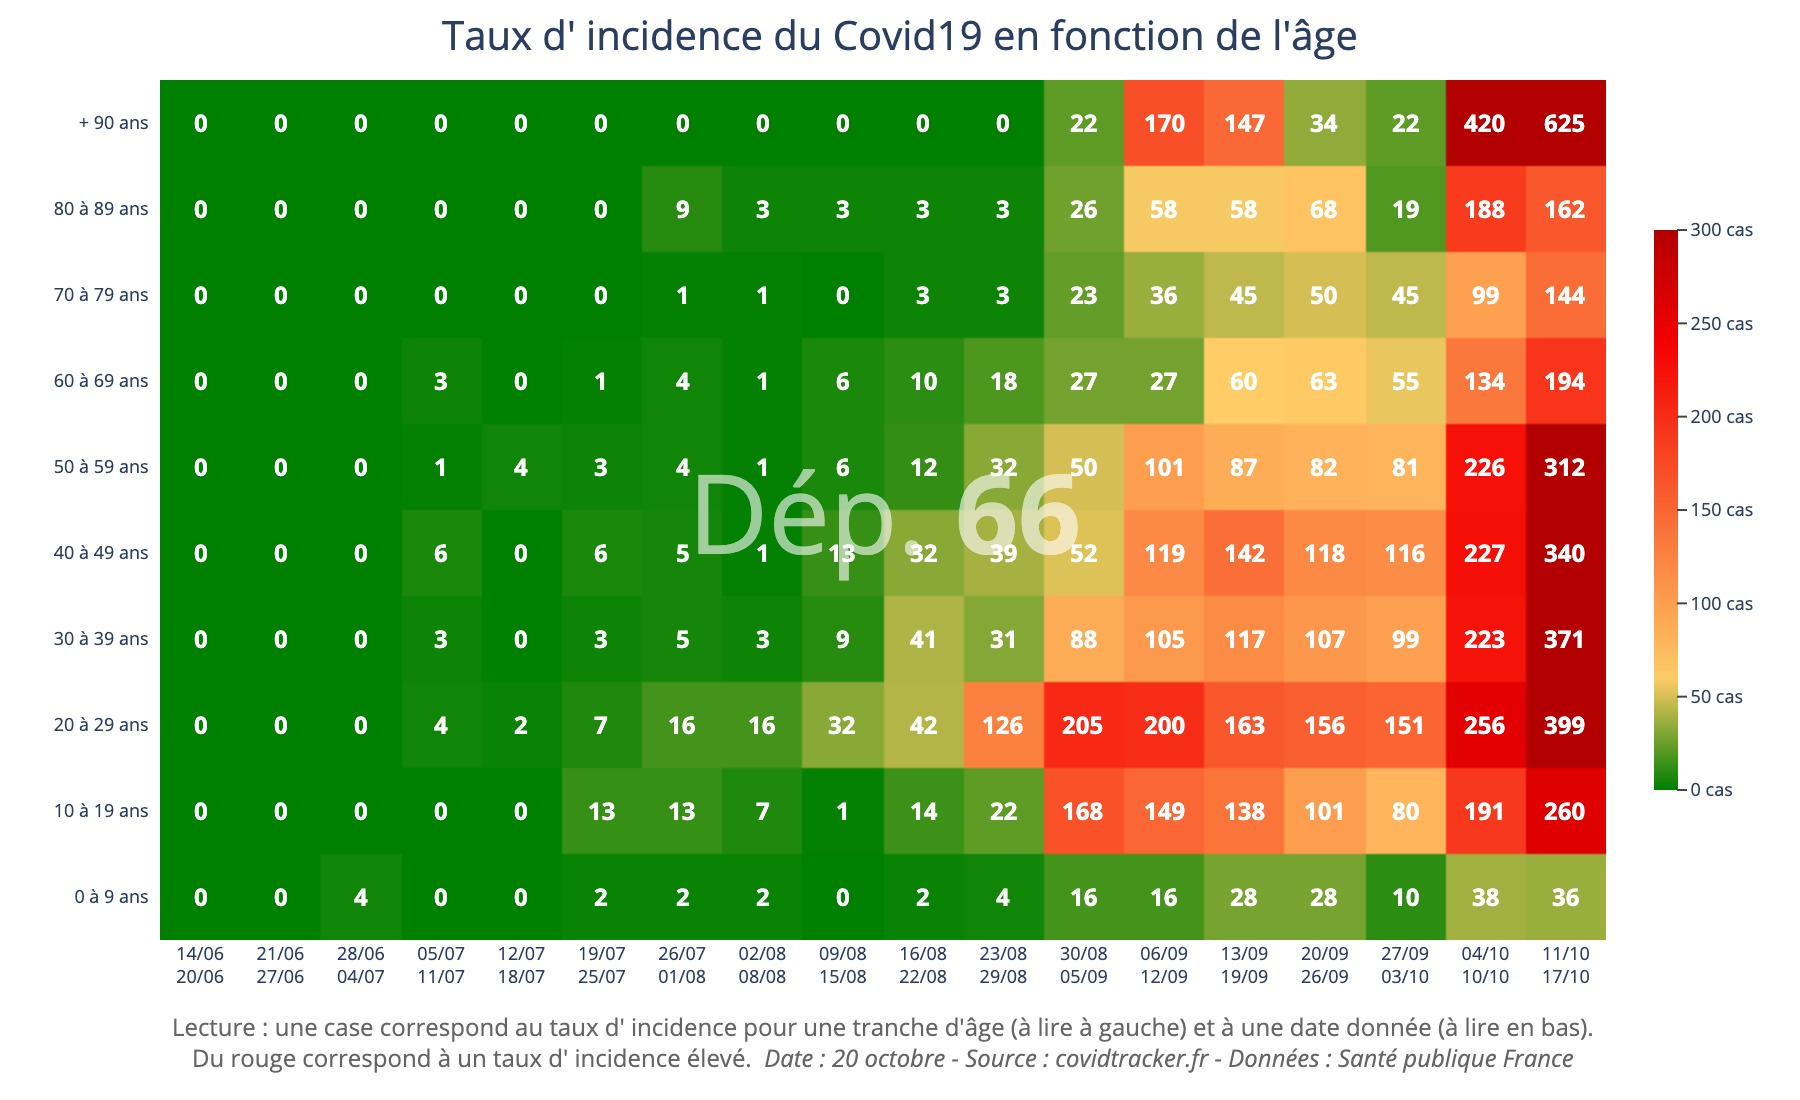 Taux d' incidence du Covid19 en fonction de l'âge
+ 90 ans 0 0 0 0 0 0 0 0 0 0 0 22 170 147 34 22 420 625
80 à 89 ans 0 0 0 0 0 0 9 3 3 3 3 26 58 58 68 19 188 162
70 à 79 ans 0 0 0 0 0 0 1 1 0 3 3 23 36 45 50 45 99 144
60 à 69 ans 0 0 0 3 0 1 4 1 6 10 18 27 27 60 63 55 134 194
50 à 59 ans 0 0 0 1 4 3 4 1 6 12 32 50 101 87 82 81 226 312
Dép. 66
40 à 49 ans 0 0 0 6 0 6 5 1 13 32 39 52 119 142 118 116 227 340
30 à 39 ans 0 0 0 3 0 3 5 3 9 41 31 88 105 117 107 99 223 371
20 à 29 ans 0 0 0 4 2 7 16 16 32 42 126 205 200 163 156 151 256 399
10 à 19 ans 0 0 0 0 0 13 13 7 1 14 22 168 149 138 101 80 191 260
0 à 9 ans 0 0 4 0 0 2 2 2 0 2 4 16 16 28 28 10 38 36
14/06 21/06 28/06 05/07 12/07 19/07 26/07 02/08 09/08 16/08 23/08 30/08 06/09 13/09 20/09 27/09 04/10 11/10
20/06 27/06 04/07 11/07 18/07 25/07 01/08 08/08 15/08 22/08 29/08 05/09 12/09 19/09 26/09 03/10 10/10 17/10
300 cas
250 cas
200 cas
150 cas
100 cas
50 cas
0 cas
Lecture : une case correspond au taux d' incidence pour une tranche d'âge (à lire à gauche) et à une date donnée (à lire en bas).
Du rouge correspond à un taux d' incidence élevé. Date : 20 octobre - Source : covidtracker.fr - Données : Santé publique France